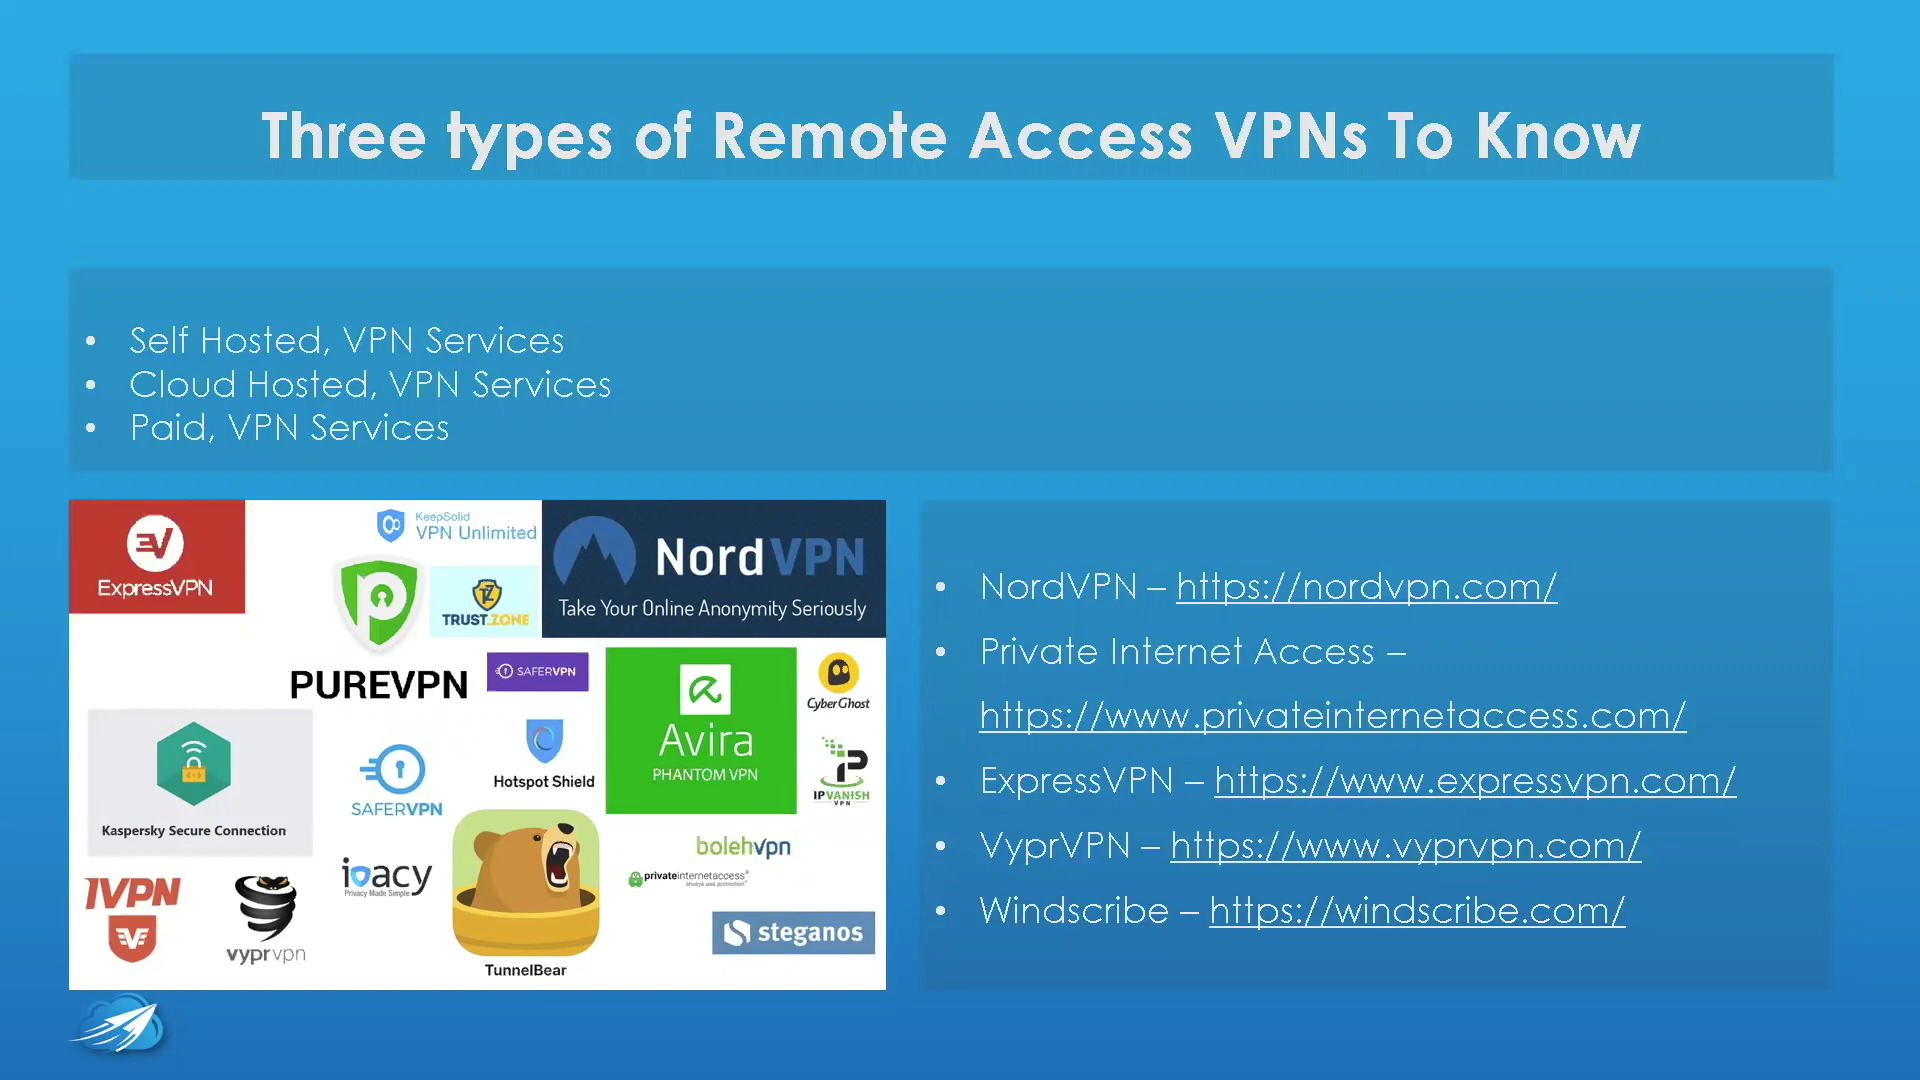 Three types of Remote Access VPNs To Know
• Self Hosted, VPN Services
• Cloud Hosted, VPN Services
• Paid, VPN Services
ExpressVPN
KeepSolid
VPN Unlimited
NordVPN
Take Your Online Anonymity Seriously
TRUST.ZONE
PUREVPN
SAFERVPN
Avira
PHANTOM VPN
CyberGhost
Kaspersky Secure Connection
SAFERVPN
Hotspot Shield
IPVANISH
VPN
IVPN
vyprvpn
ivacy
Privacy Made Simple
TunnelBear
bolehvpn
privateinternetaccess®
steganos
• NordVPN – https://nordvpn.com/
• Private Internet Access –
https://www.privateinternetaccess.com/
• ExpressVPN – https://www.expressvpn.com/
• VyprVPN – https://www.vyprvpn.com/
• Windscribe – https://windscribe.com/